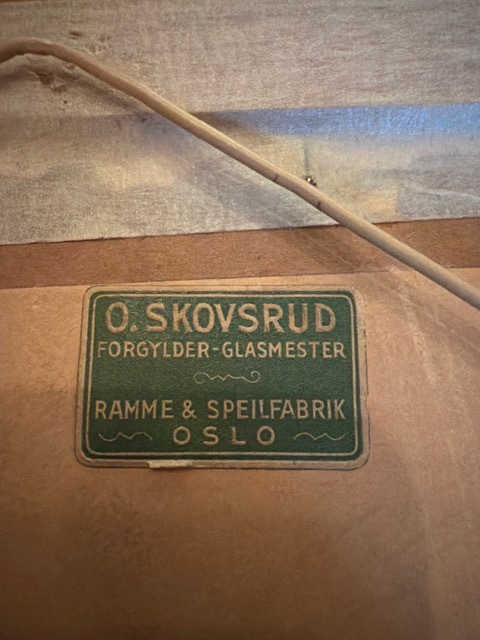 O. SKOVSRUD
FORGYLDER-GLASMESTER
RAMME & SPEILFABRIK
OSLO